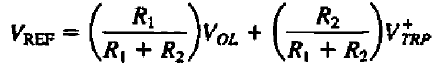 V_REF = (R_1 / (R_1 + R_2)) V_OL + (R_2 / (R_1 + R_2)) V^+_TRP